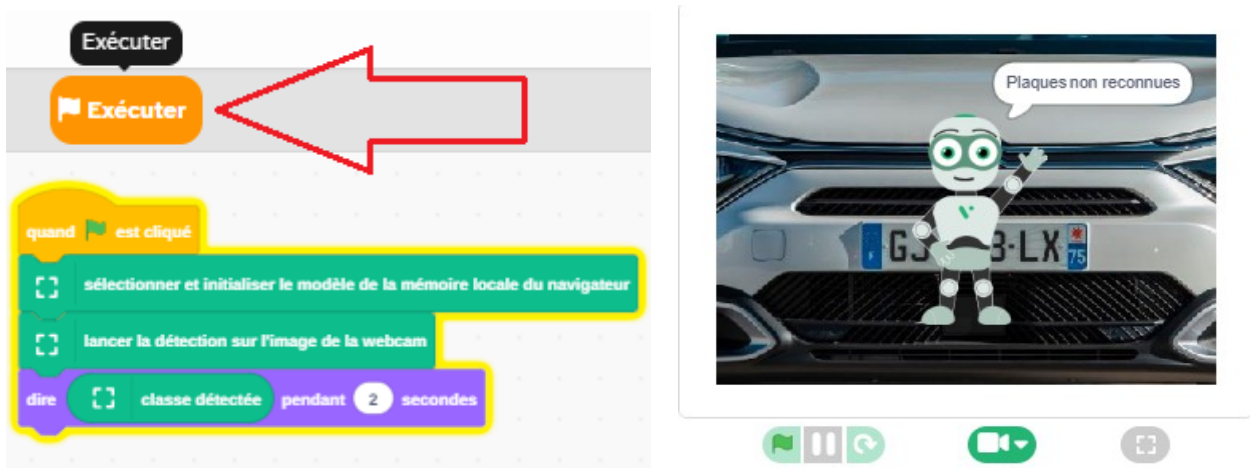 Exécuter
Exécuter
quand est cliqué
sélectionner et initialiser le modèle de la mémoire locale du navigateur
lancer la détection sur l'image de la webcam
dire classe détectée pendant 2 secondes
Plaques non reconnues
B-LX
75